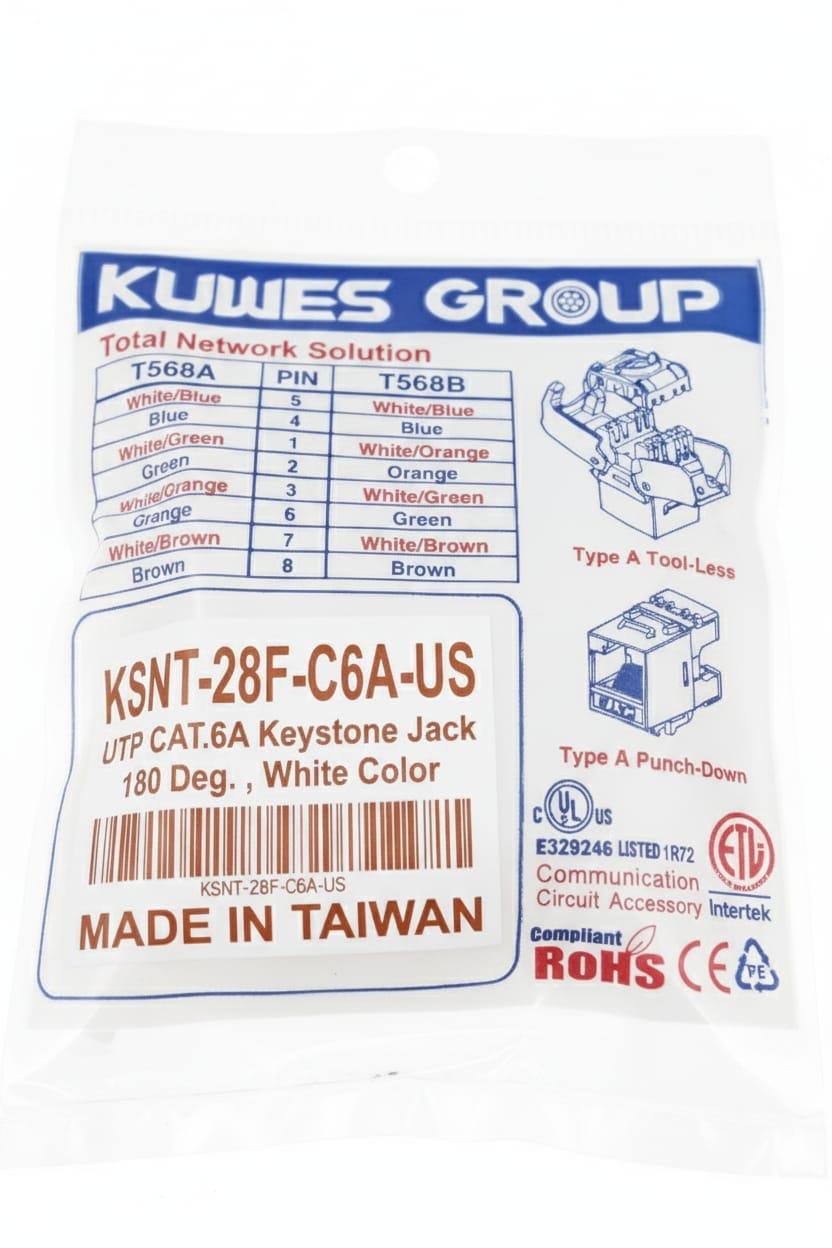 KUWES GROUP
Total Network Solution
T568A PIN T568B
White/Blue 5 White/Blue
Blue 4 Blue
White/Green 1 White/Orange
Green 2 Orange
White/Orange 3 White/Green
Orange 6 Green
White/Brown 7 White/Brown
Brown 8 Brown
Type A Tool-Less
Type A Punch-Down
KSNT-28F-C6A-US
UTP CAT.6A Keystone Jack
180 Deg. , White Color
KSNT-28F-C6A-US
MADE IN TAIWAN
C UL US
E329246 LISTED 1R72
Communication
Circuit Accessory
ETL
Intertek
Compliant
RoHS CE PE